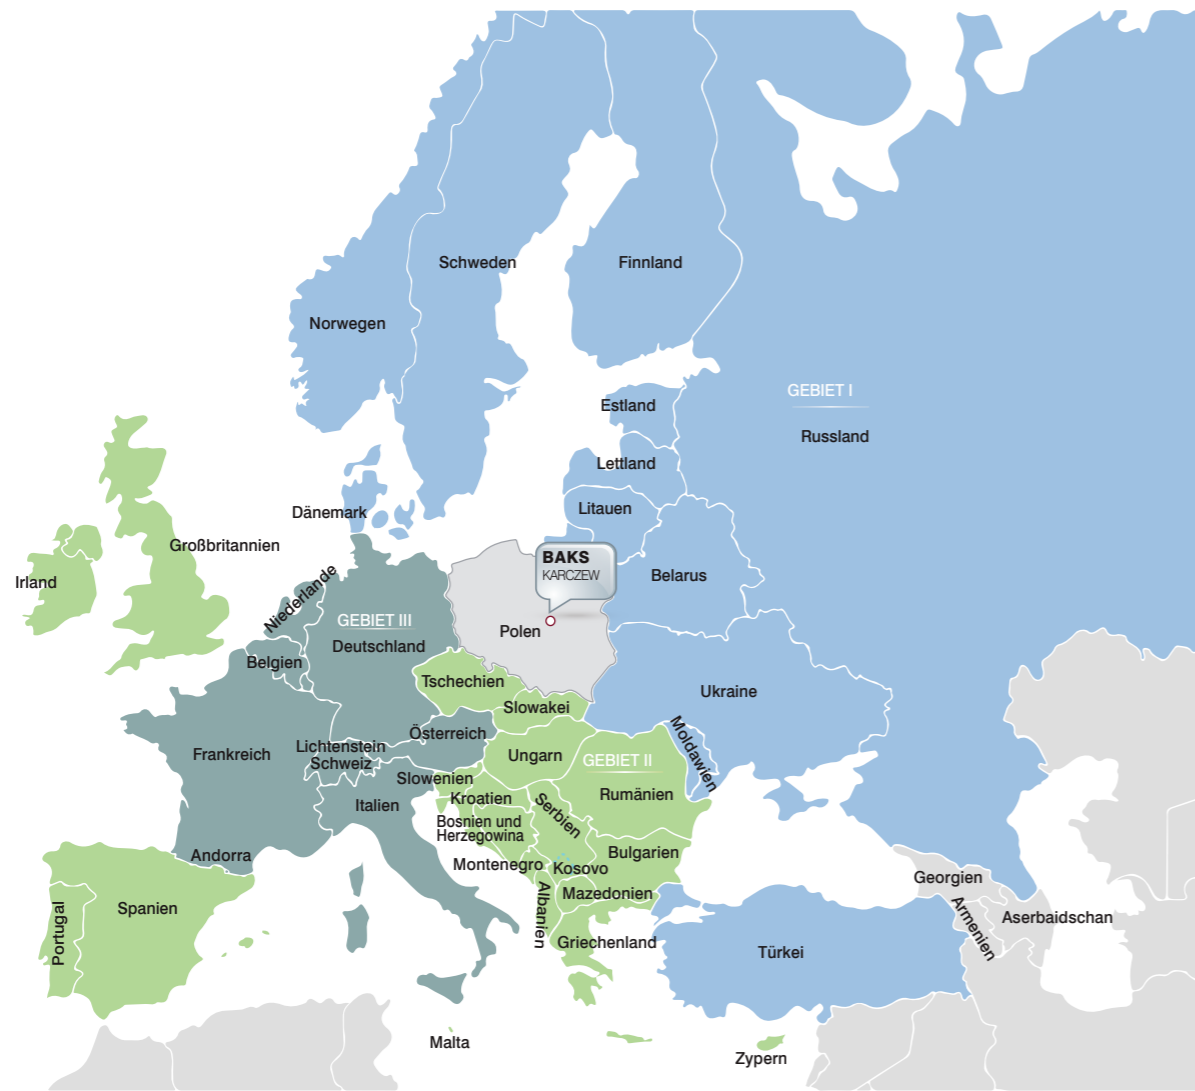 Schweden
Finnland
Norwegen
GEBIET I
Estland
Russland
Lettland
Litauen
Dänemark
Großbritannien
BAKS
KARCZEW
Belarus
Irland
Niederlande
GEBIET III
Polen
Deutschland
Belgien
Tschechien
Ukraine
Slowakei
Österreich
Moldawien
Lichtenstein
Schweiz
Frankreich
Ungarn
GEBIET II
Slowenien
Rumänien
Kroatien
Italien
Serbien
Bosnien und
Herzegowina
Andorra
Bulgarien
Montenegro
Kosovo
Georgien
Mazedonien
Albanien
Spanien
Portugal
Armenien
Aserbaidschan
Griechenland
Türkei
Malta
Zypern